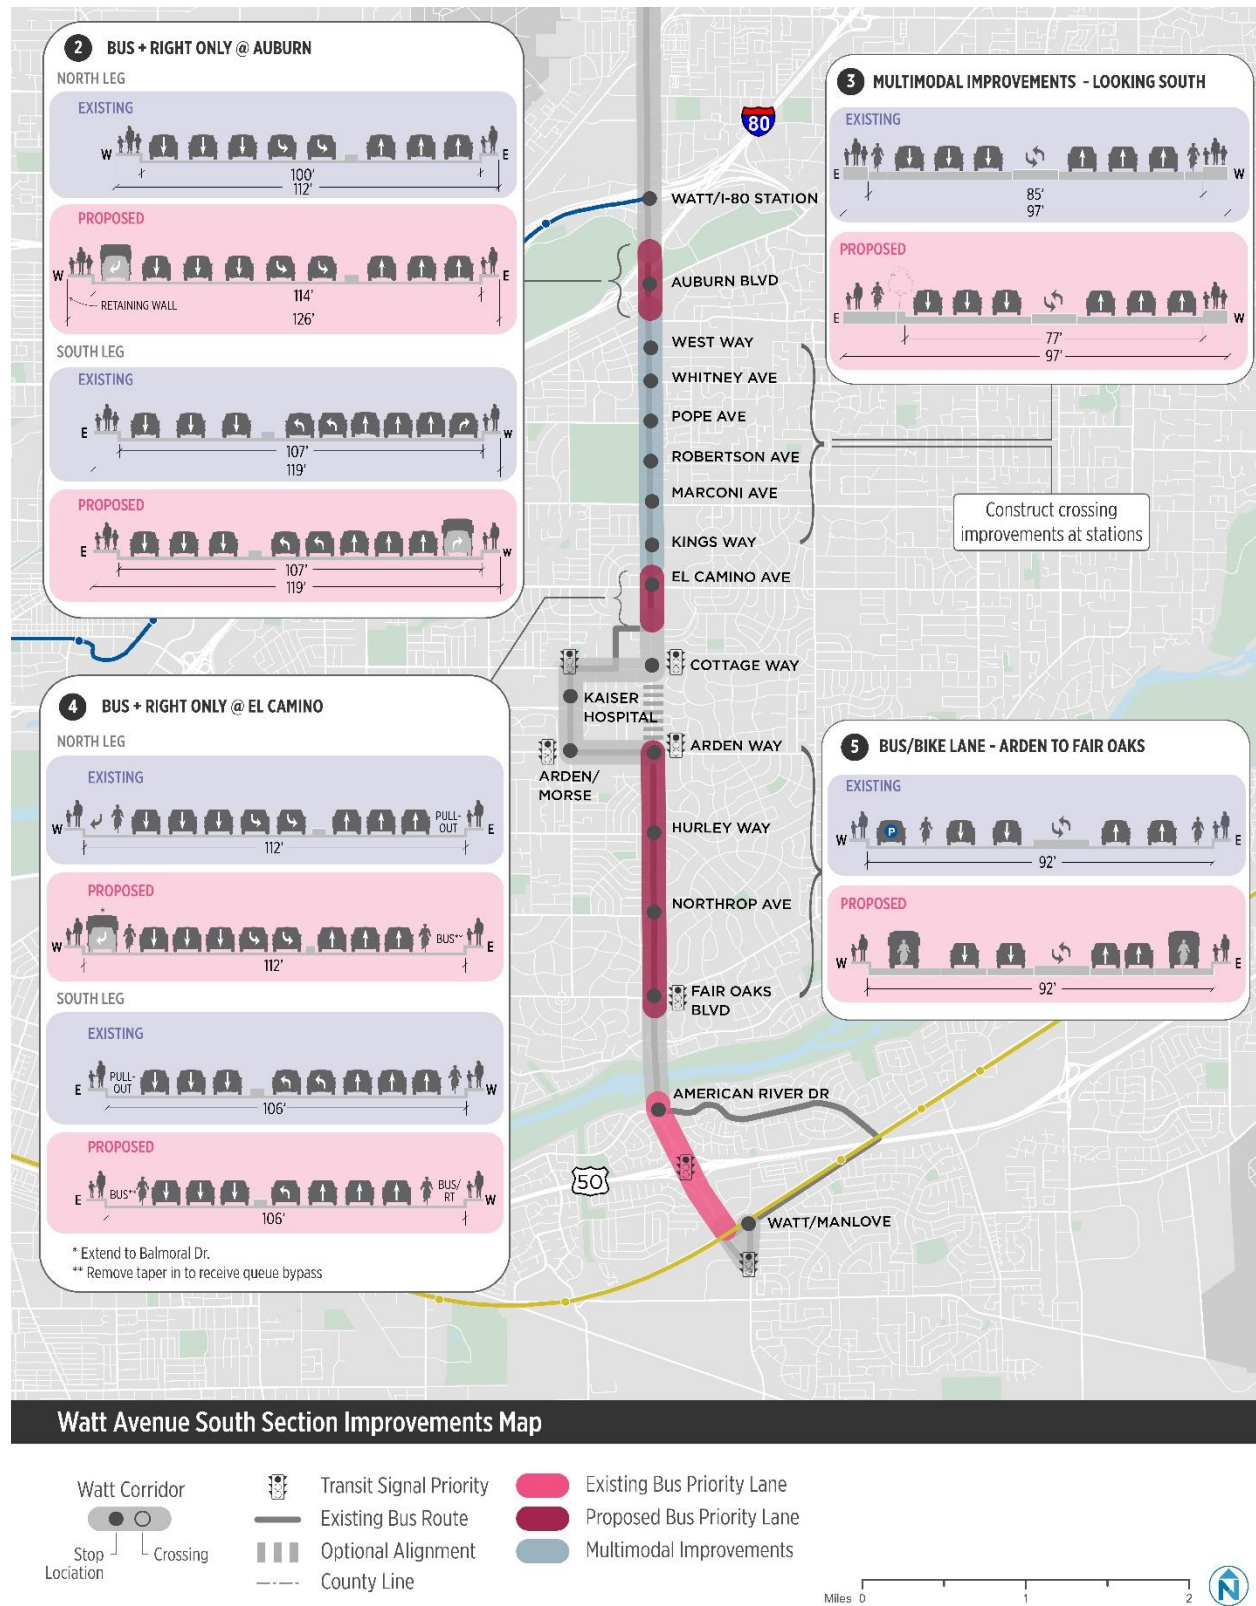 2 BUS + RIGHT ONLY @ AUBURN
NORTH LEG
EXISTING
W E
100'
112'
PROPOSED
W E
RETAINING WALL
114'
126'
SOUTH LEG
EXISTING
E W
107'
119'
PROPOSED
E W
107'
119'
3 MULTIMODAL IMPROVEMENTS - LOOKING SOUTH
EXISTING
E W
85'
97'
PROPOSED
E W
77'
97'
80
WATT/I-80 STATION
AUBURN BLVD
WEST WAY
WHITNEY AVE
POPE AVE
ROBERTSON AVE
MARCONI AVE
KINGS WAY
EL CAMINO AVE
Construct crossing
improvements at stations
COTTAGE WAY
KAISER
HOSPITAL
ARDEN WAY
ARDEN/
MORSE
HURLEY WAY
NORTHROP AVE
FAIR OAKS
BLVD
AMERICAN RIVER DR
50
WATT/MANLOVE
4 BUS + RIGHT ONLY @ EL CAMINO
NORTH LEG
EXISTING
W PULL-
OUT E
112'
PROPOSED
*
W BUS** E
112'
SOUTH LEG
EXISTING
E PULL-
OUT W
106'
PROPOSED
E BUS** BUS/
RT W
106'
* Extend to Balmoral Dr.
** Remove taper in to receive queue bypass
5 BUS/BIKE LANE - ARDEN TO FAIR OAKS
EXISTING
W P E
92'
PROPOSED
W E
92'
Watt Avenue South Section Improvements Map
Watt Corridor
Stop
Lociation
Crossing
Transit Signal Priority
Existing Bus Route
Optional Alignment
County Line
Existing Bus Priority Lane
Proposed Bus Priority Lane
Multimodal Improvements
Miles 0 1 2
N